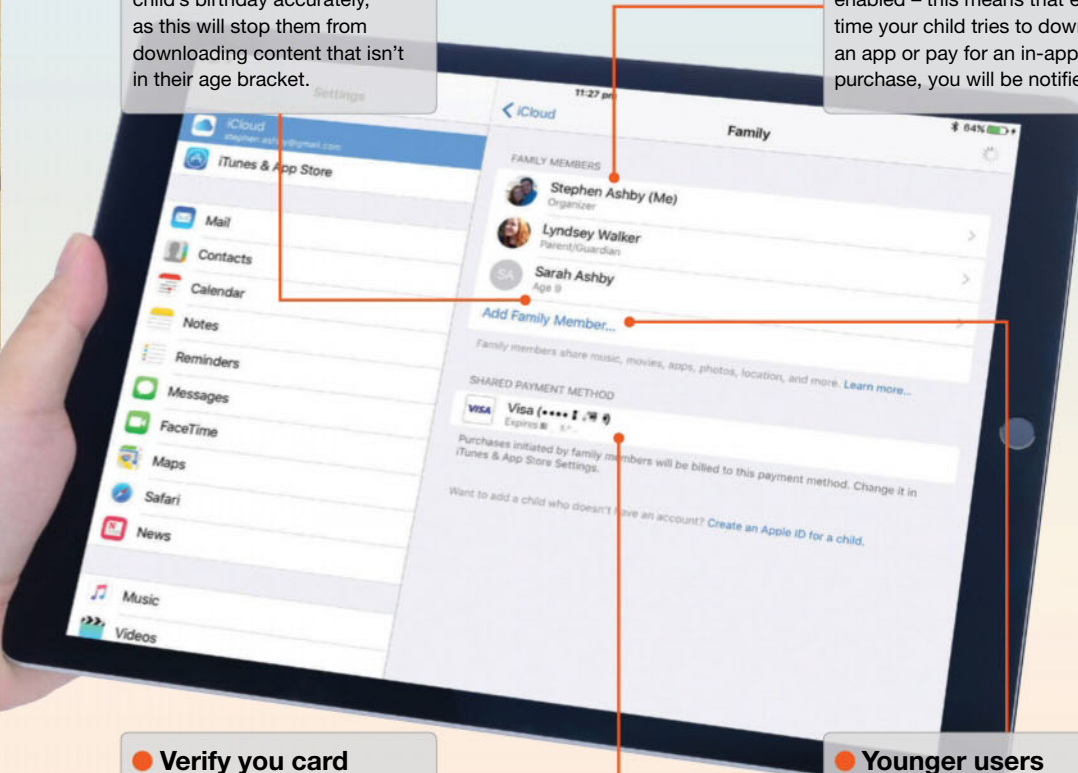 child's birthday accurately,
as this will stop them from
downloading content that isn't
in their age bracket.
enabled – this means that e
time your child tries to down
an app or pay for an in-app
purchase, you will be notifie
Settings
iCloud
iTunes & App Store
Mail
Contacts
Calendar
Notes
Reminders
Messages
FaceTime
Maps
Safari
News
Music
Videos
11:27 pm
64%
iCloud
Family
FAMILY MEMBERS
Stephen Ashby (Me)
Organizer
Lyndsey Walker
Parent/Guardian
SA
Sarah Ashby
Age 9
Add Family Member...
Family members share music, movies, apps, photos, location, and more. Learn more...
SHARED PAYMENT METHOD
VISA
Visa (••••
Expires
Purchases initiated by family members will be billed to this payment method. Change it in
iTunes & App Store Settings.
Want to add a child who doesn't have an account? Create an Apple ID for a child.
Verify you card
Younger users